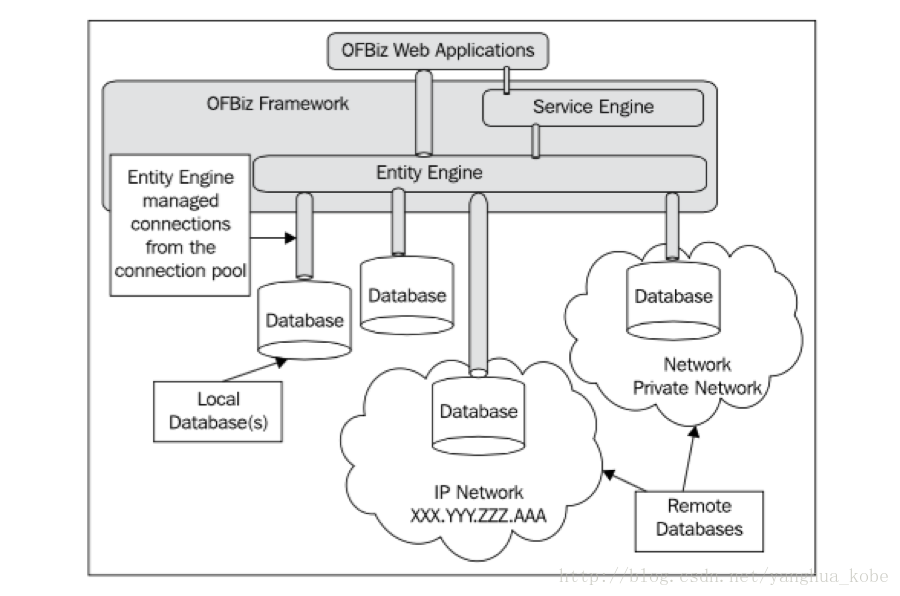 OFBiz Web Applications
OFBiz Framework
Service Engine
Entity Engine
Entity Engine
managed
connections
from the
connection pool
Database
Database
Database
Network
Private Network
Local
Database(s)
Database
IP Network
XXX.YYY.ZZZ.AAA
Remote
Databases
http://blog.csdn.net/yanghua_kobe